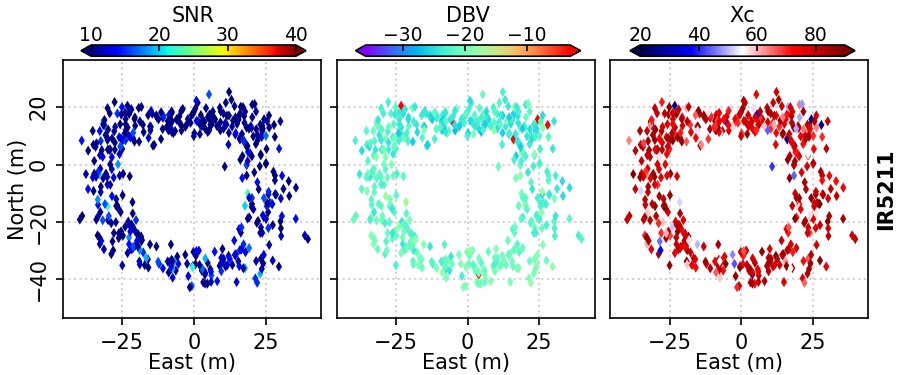 SNR DBV Xc
10 20 30 40 −30 −20 −10 20 40 60 80
20
0
−20
−40
North (m)
IR5211
−25 0 25 −25 0 25 −25 0 25
East (m) East (m) East (m)